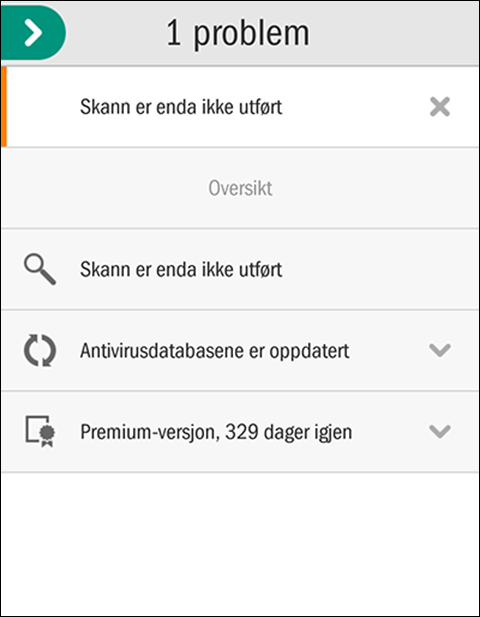 1 problem
Skann er enda ikke utført
Oversikt
Skann er enda ikke utført
Antivirusdatabasene er oppdatert
Premium-versjon, 329 dager igjen